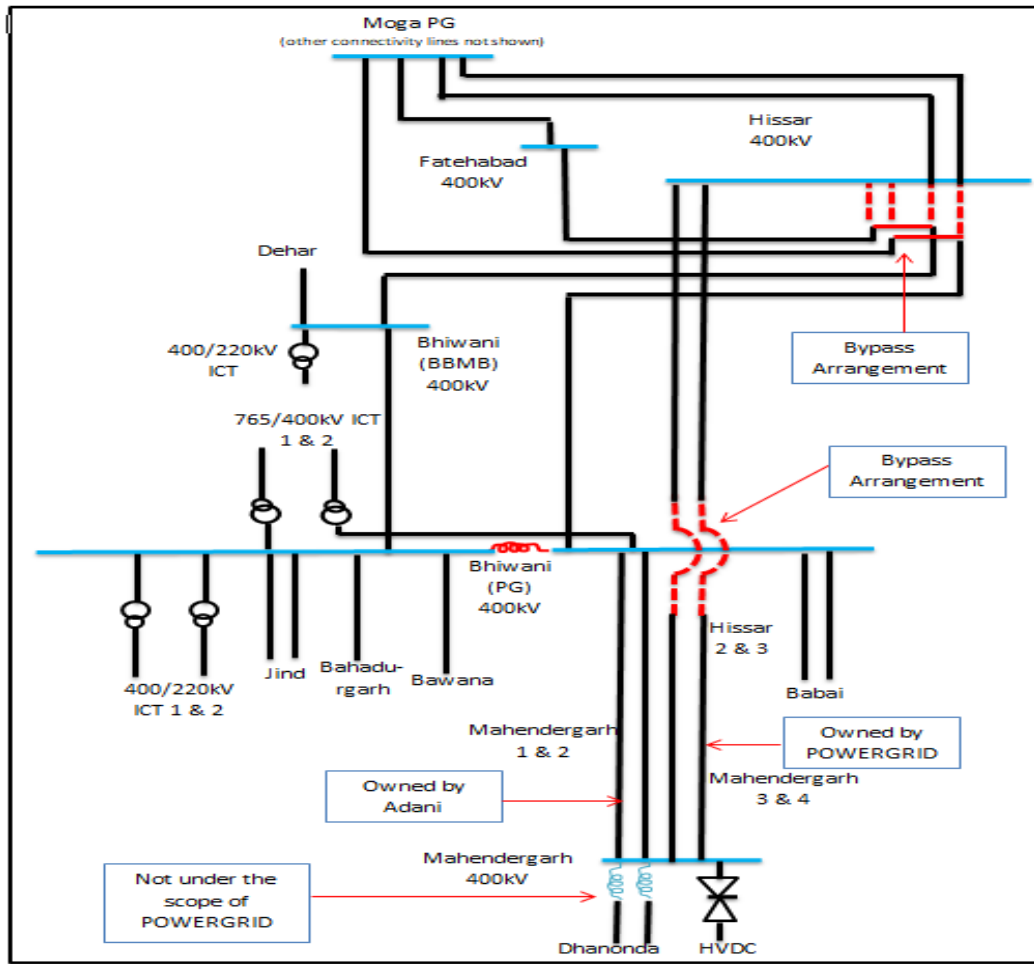 Moga PG
(other connectivity lines not shown)
Hissar
400kV
Fatehabad
400kV
Dehar
400/220kV
ICT
Bhiwani
(BBMB)
400kV
Bypass
Arrangement
765/400kV ICT
1 & 2
Bypass
Arrangement
Bhiwani
(PG)
400kV
Hissar
2 & 3
Jind
Bahadu-
rgarh
Bawana
Babai
400/220kV
ICT 1 & 2
Mahendergarh
1 & 2
Owned by
POWERGRID
Owned by
Adani
Mahendergarh
3 & 4
Mahendergarh
400kV
Not under the
scope of
POWERGRID
Dhanonda
HVDC